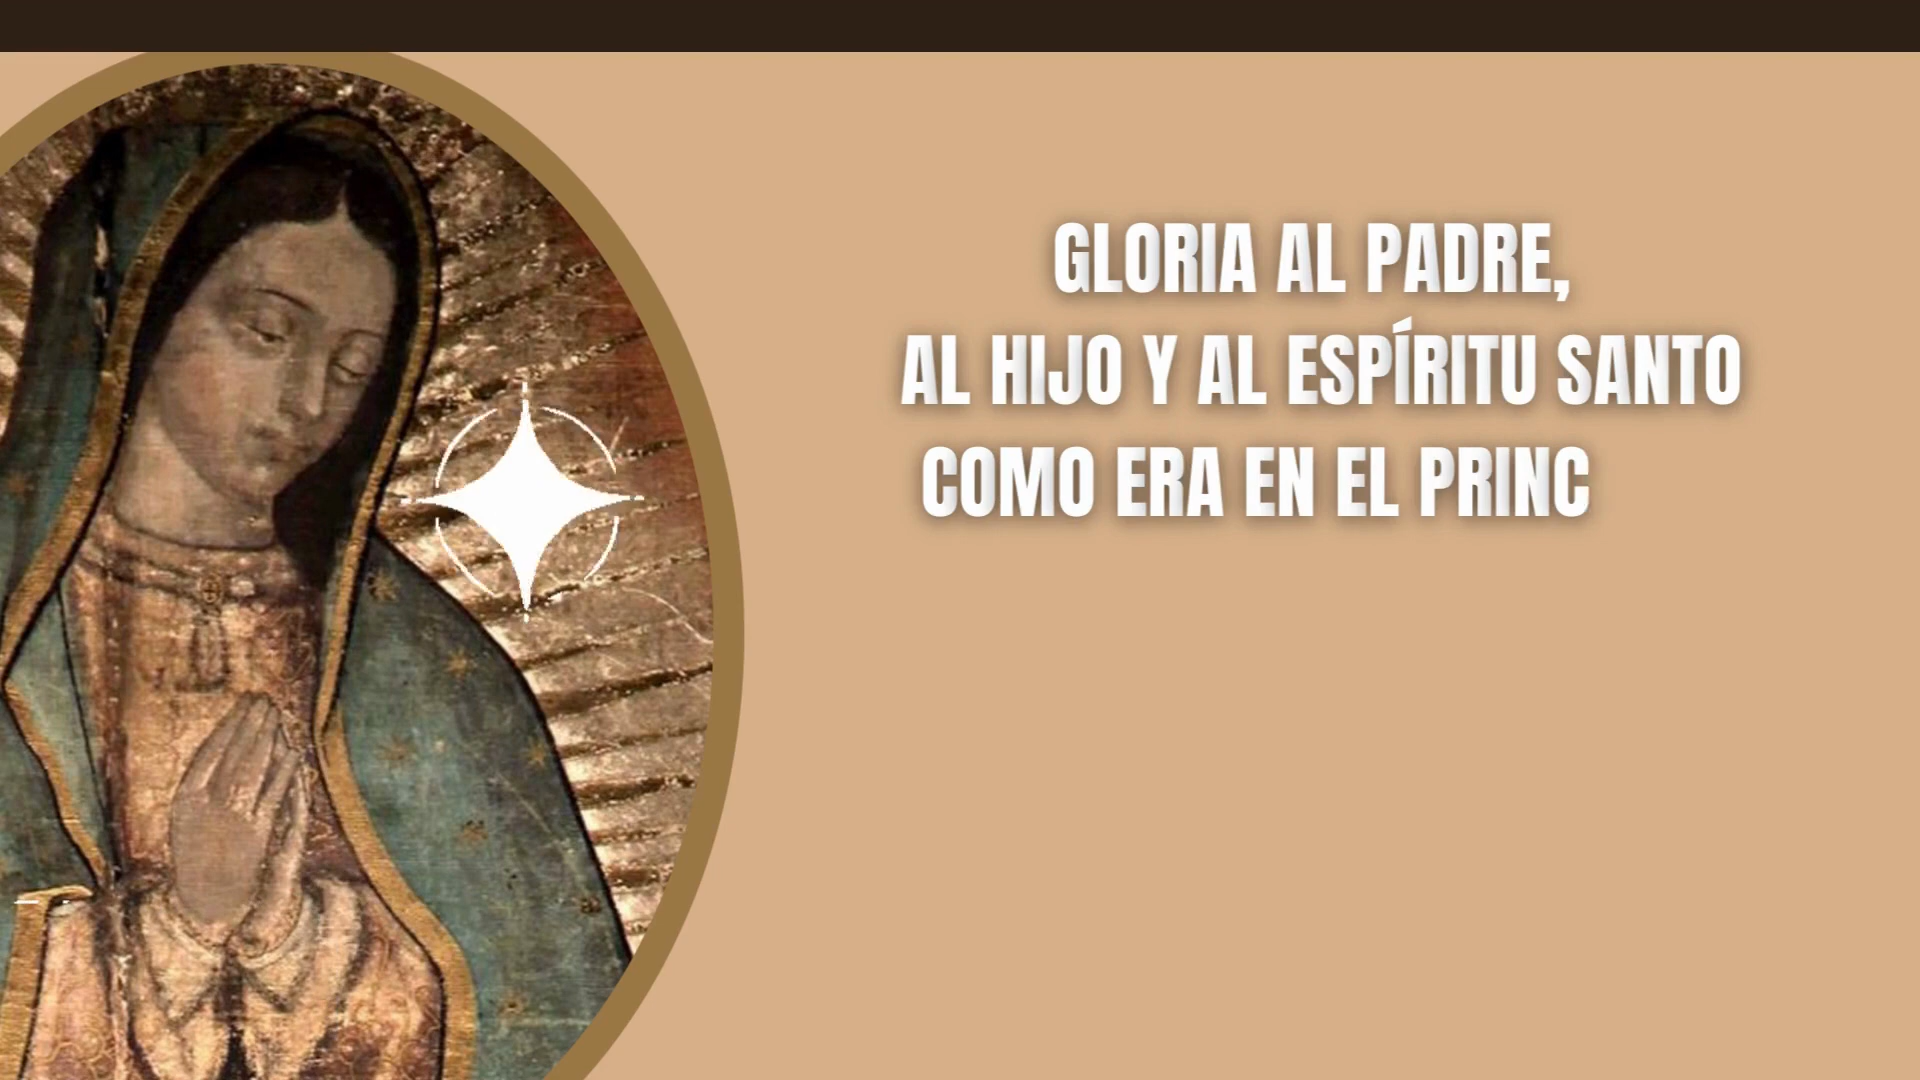 GLORIA AL PADRE,
AL HIJO Y AL ESPÍRITU SANTO
COMO ERA EN EL PRINC